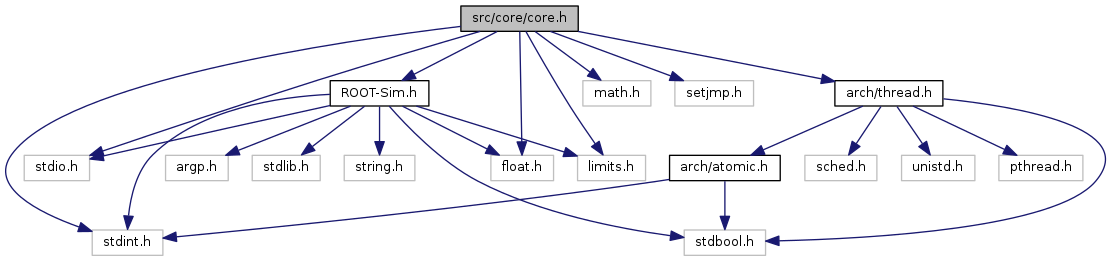 src/core/core.h
ROOT-Sim.h
math.h
setjmp.h
arch/thread.h
stdio.h
argp.h
stdlib.h
string.h
float.h
limits.h
arch/atomic.h
sched.h
unistd.h
pthread.h
stdint.h
stdbool.h